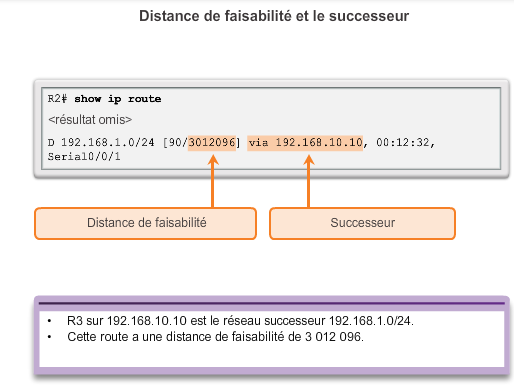 Distance de faisabilité et le successeur
R2# show ip route
<résultat omis>
D 192.168.1.0/24 [90/3012096] via 192.168.10.10, 00:12:32,
Serial0/0/1
Distance de faisabilité
Successeur
• R3 sur 192.168.10.10 est le réseau successeur 192.168.1.0/24.
• Cette route a une distance de faisabilité de 3 012 096.